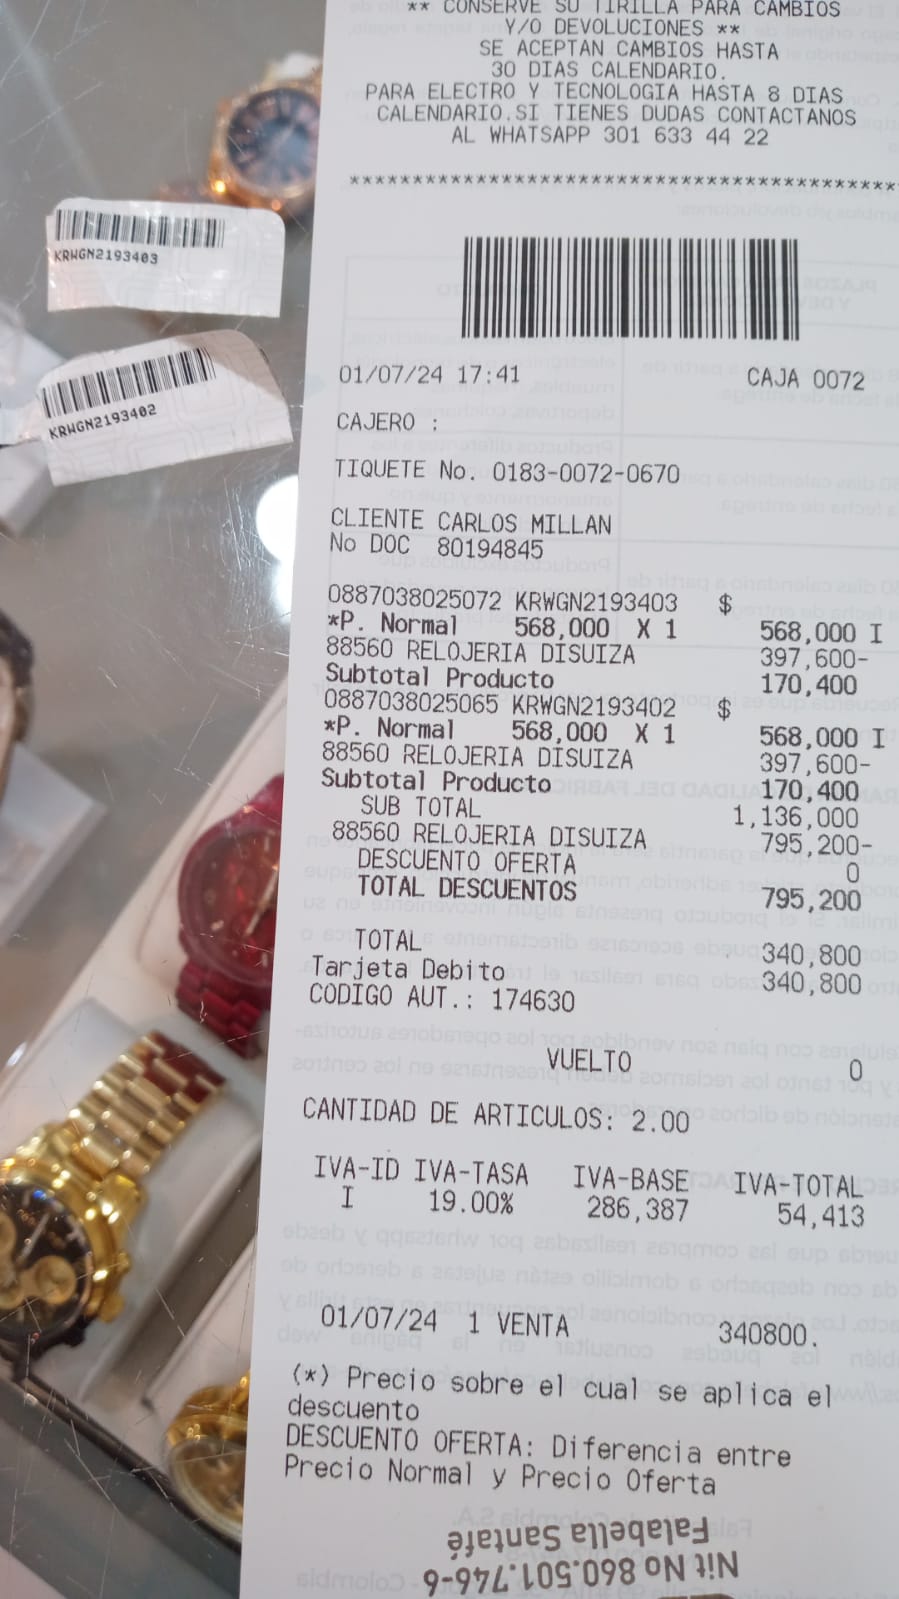 ** CONSERVE SU TIRILLA PARA CAMBIOS
Y/O DEVOLUCIONES **
SE ACEPTAN CAMBIOS HASTA
30 DIAS CALENDARIO.
PARA ELECTRO Y TECNOLOGIA HASTA 8 DIAS
CALENDARIO.SI TIENES DUDAS CONTACTANOS
AL WHATSAPP 301 633 44 22
*******************************************
KRWGN2193403
KRWGN2193402
01/07/24 17:41 CAJA 0072
CAJERO :
TIQUETE No. 0183-0072-0670
CLIENTE CARLOS MILLAN
No DOC 80194845
0887038025072 KRWGN2193403 $
*P. Normal 568,000 X 1 568,000 I
88560 RELOJERIA DISUIZA 397,600-
Subtotal Producto 170,400
0887038025065 KRWGN2193402 $
*P. Normal 568,000 X 1 568,000 I
88560 RELOJERIA DISUIZA 397,600-
Subtotal Producto 170,400
SUB TOTAL 1,136,000
88560 RELOJERIA DISUIZA 795,200-
DESCUENTO OFERTA 0
TOTAL DESCUENTOS 795,200
TOTAL 340,800
Tarjeta Debito 340,800
CODIGO AUT.: 174630
VUELTO 0
CANTIDAD DE ARTICULOS: 2.00
IVA-ID IVA-TASA IVA-BASE IVA-TOTAL
I 19.00% 286,387 54,413
01/07/24 1 VENTA 340800.
(*) Precio sobre el cual se aplica el
descuento
DESCUENTO OFERTA: Diferencia entre
Precio Normal y Precio Oferta
Falabella Santafé
Nit No 860.501.746-6